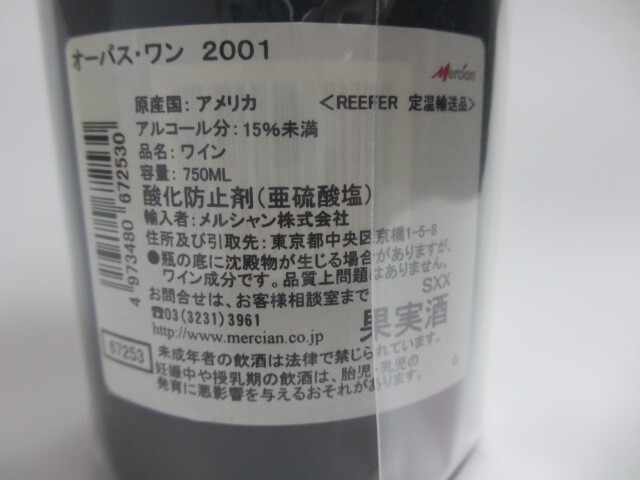 オーパス・ワン 2001
Mercian
原産国：アメリカ <REEFER 定温輸送品>
アルコール分：15％未満
品名：ワイン
容量：750ML
酸化防止剤(亜硫酸塩)
輸入者：メルシャン株式会社
住所及び引取先：東京都中央区京橋1-5-8
●瓶の底に沈殿物が生じる場合がありますが、
ワイン成分です。品質上問題はありません。
SXX
お問合せは、お客様相談室まで
☎03(3231)3961
http://www.mercian.co.jp
果実酒
67253
未成年者の飲酒は法律で禁じられています。
妊娠中や授乳期の飲酒は、胎児・乳児の
発育に悪影響を与えるおそれがあります。
4 973480 672530